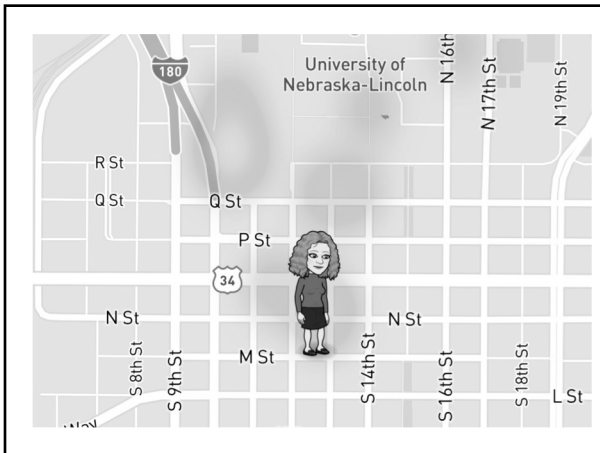 180
University of
Nebraska-Lincoln
N 16th
N 17th St
N 19th St
R St
Q St
Q St
P St
34
N St
N St
S 8th St
S 9th St
M St
S 14th St
S 16th St
S 18th St
L St
Way